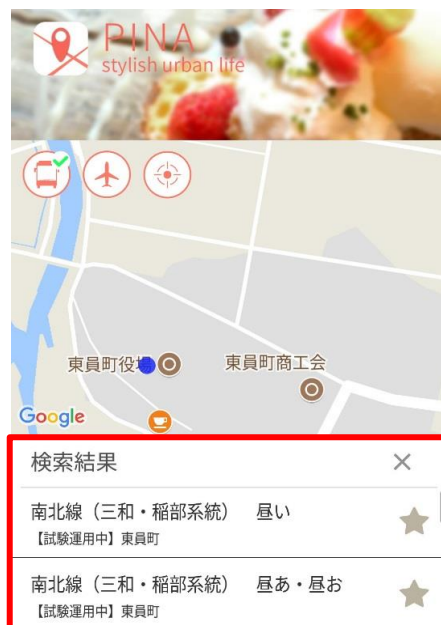 PINA
stylish urban life
東員町役場
東員町商工会
Google
検索結果
南北線（三和・稲部系統）　昼い
【試験運用中】東員町
南北線（三和・稲部系統）　昼あ・昼お
【試験運用中】東員町